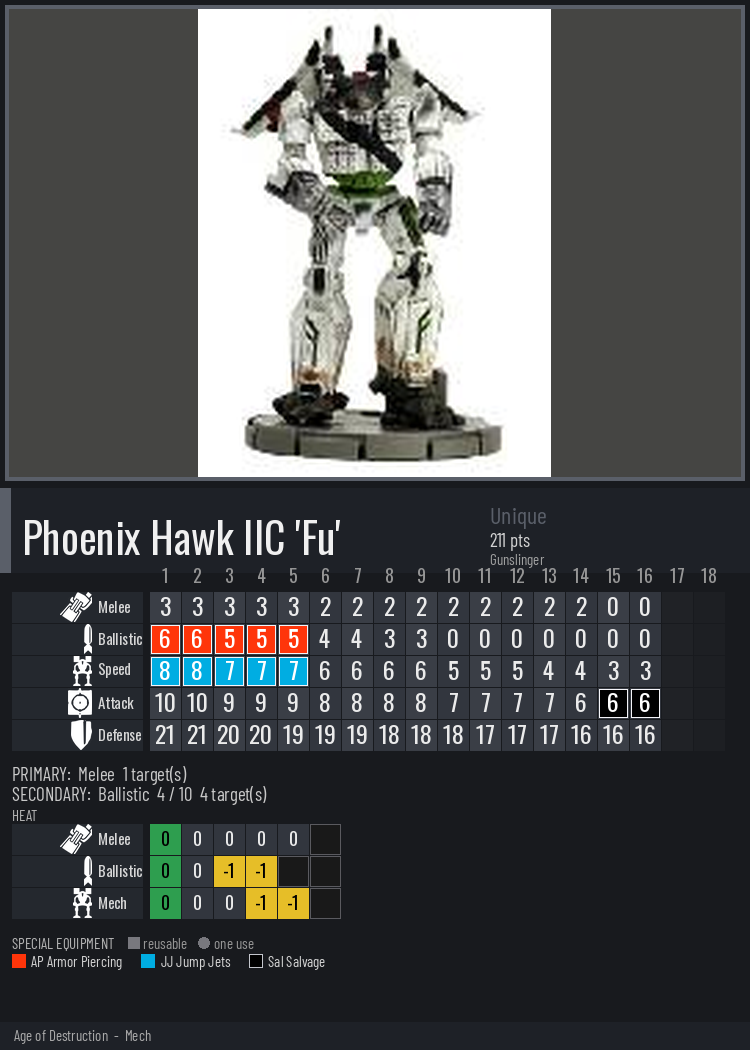 Phoenix Hawk IIC 'Fu'
Unique
211 pts
Gunslinger
1 2 3 4 5 6 7 8 9 10 11 12 13 14 15 16 17 18
Melee 3 3 3 3 3 2 2 2 2 2 2 2 2 2 0 0
Ballistic 6 6 5 5 5 4 4 3 3 0 0 0 0 0 0 0
Speed 8 8 7 7 7 6 6 6 6 5 5 5 4 4 3 3
Attack 10 10 9 9 9 8 8 8 8 7 7 7 7 6 6 6
Defense 21 21 20 20 19 19 19 18 18 18 17 17 17 16 16 16
PRIMARY: Melee 1 target(s)
SECONDARY: Ballistic 4 / 10 4 target(s)
HEAT
Melee 0 0 0 0 0
Ballistic 0 0 -1 -1
Mech 0 0 0 -1 -1
SPECIAL EQUIPMENT reusable one use
AP Armor Piercing JJ Jump Jets Sal Salvage
Age of Destruction - Mech